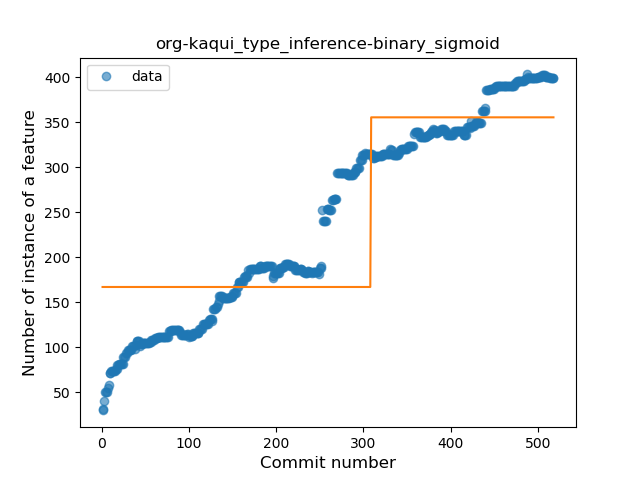 org-kaqui_type_inference-binary_sigmoid
data
Number of instance of a feature
400
350
300
250
200
150
100
50
0 100 200 300 400 500
Commit number